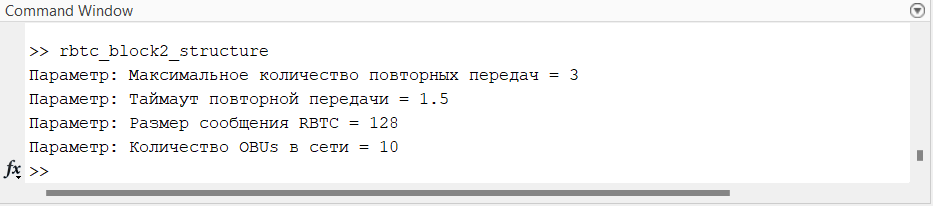 Command Window
>> rbtc_block2_structure
Параметр: Максимальное количество повторных передач = 3
Параметр: Таймаут повторной передачи = 1.5
Параметр: Размер сообщения RBTC = 128
Параметр: Количество OBUs в сети = 10
fx >>